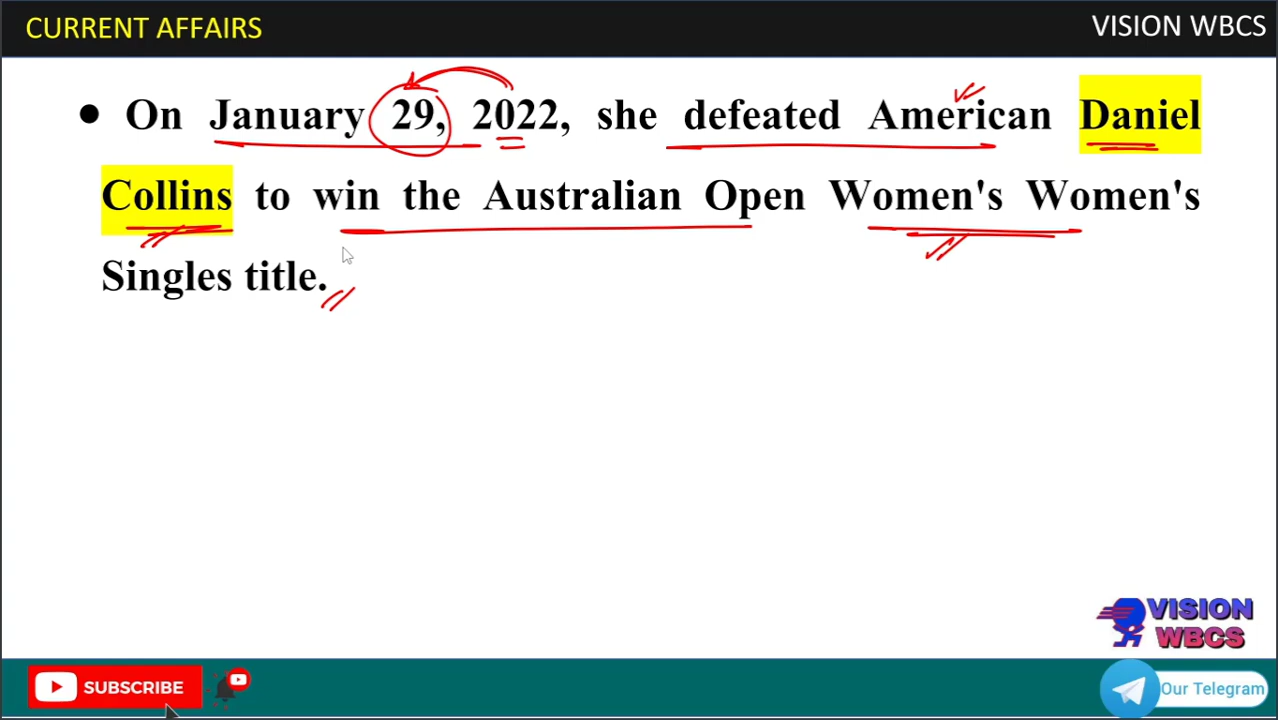 CURRENT AFFAIRS
VISION WBCS
• On January 29, 2022, she defeated American Daniel
Collins to win the Australian Open Women's Women's
Singles title.
VISION
WBCS
SUBSCRIBE
Our Telegram